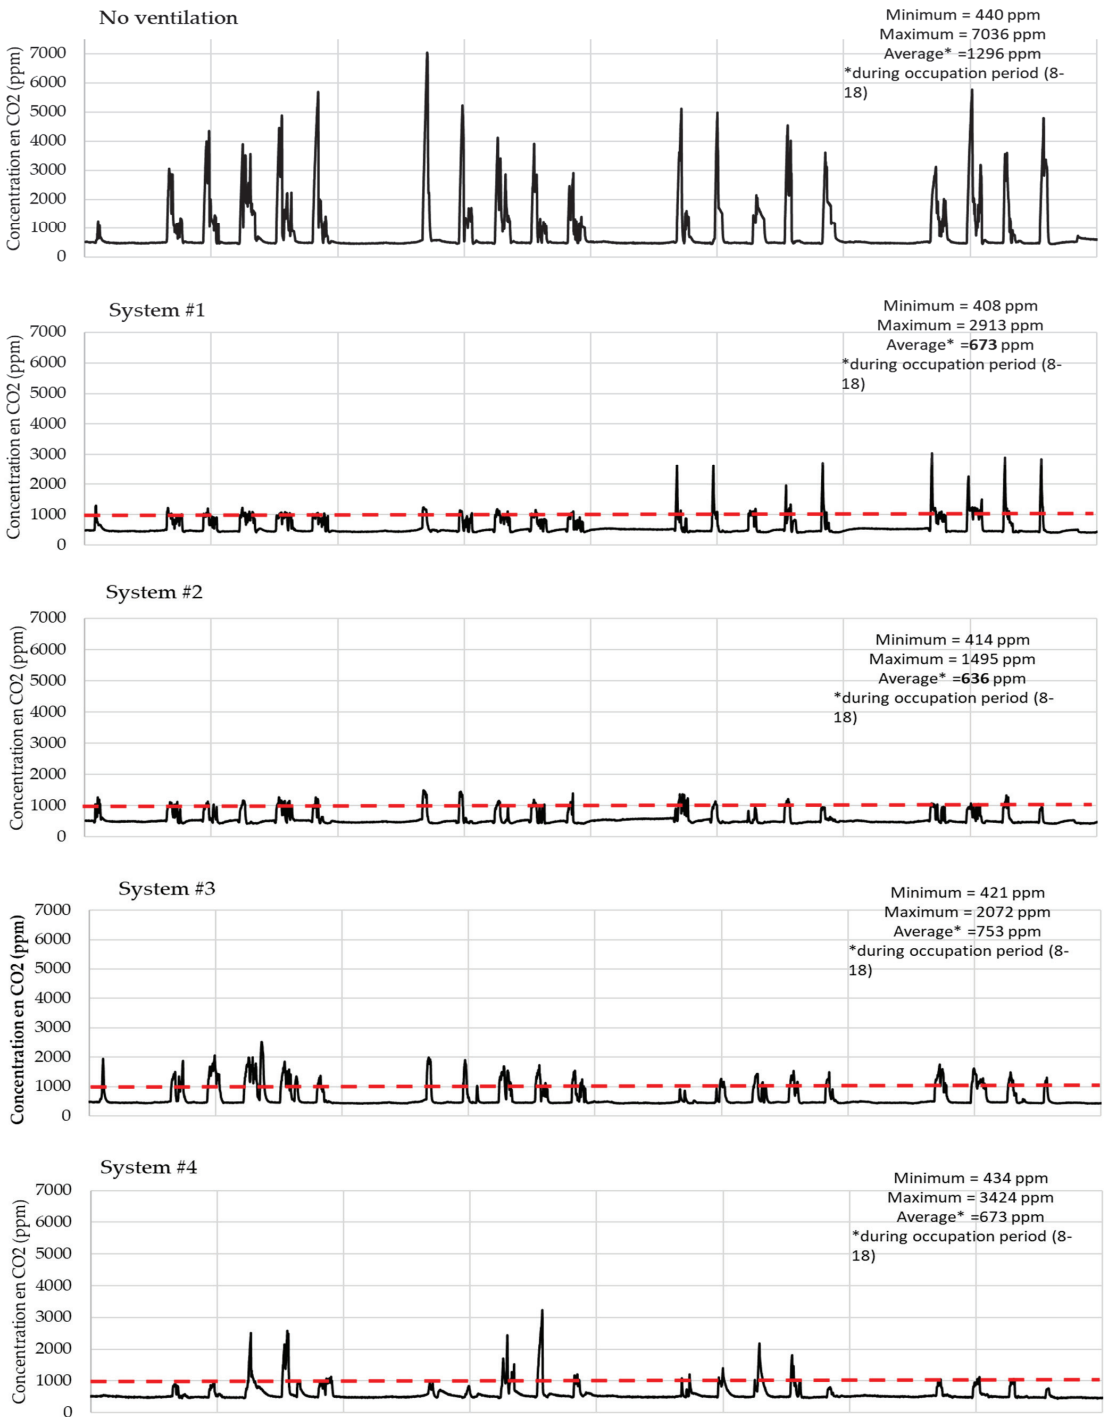 No ventilation
Minimum = 440 ppm
Maximum = 7036 ppm
Average* =1296 ppm
*during occupation period (8-
18)
Concentration en CO2 (ppm)
7000
6000
5000
4000
3000
2000
1000
0
System #1
Minimum = 408 ppm
Maximum = 2913 ppm
Average* =673 ppm
*during occupation period (8-
18)
Concentration en CO2 (ppm)
7000
6000
5000
4000
3000
2000
1000
0
System #2
Minimum = 414 ppm
Maximum = 1495 ppm
Average* =636 ppm
*during occupation period (8-
18)
Concentration en CO2 (ppm)
7000
6000
5000
4000
3000
2000
1000
0
System #3
Minimum = 421 ppm
Maximum = 2072 ppm
Average* =753 ppm
*during occupation period (8-
18)
Concentration en CO2 (ppm)
7000
6000
5000
4000
3000
2000
1000
0
System #4
Minimum = 434 ppm
Maximum = 3424 ppm
Average* =673 ppm
*during occupation period (8-
18)
Concentration en CO2 (ppm)
7000
6000
5000
4000
3000
2000
1000
0